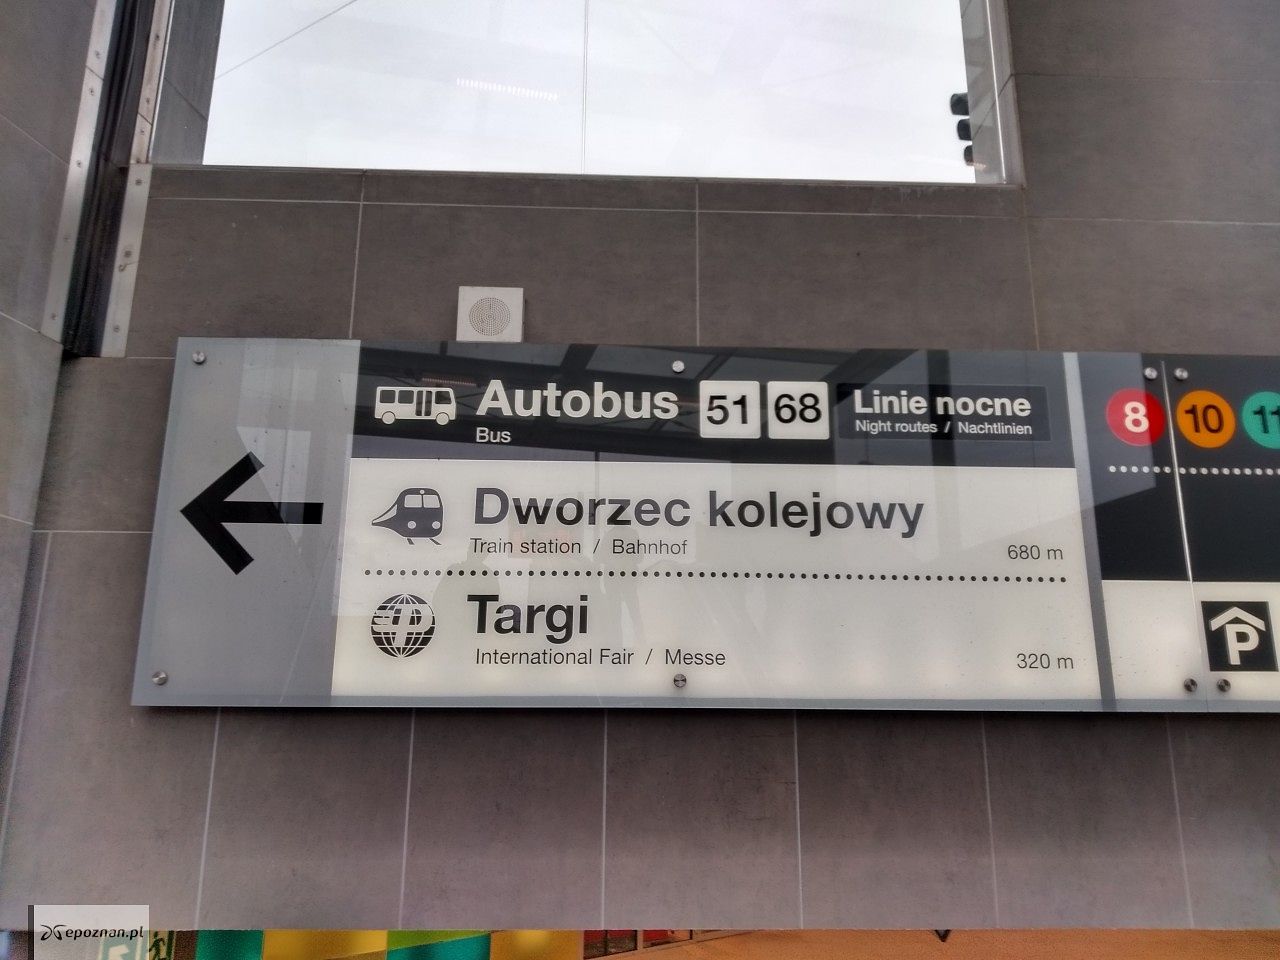 Autobus 51 68 Linie nocne
Bus Night routes / Nachtlinien
8 10 11
Dworzec kolejowy
Train station / Bahnhof 680 m
Targi
International Fair / Messe 320 m
P
epoznan.pl